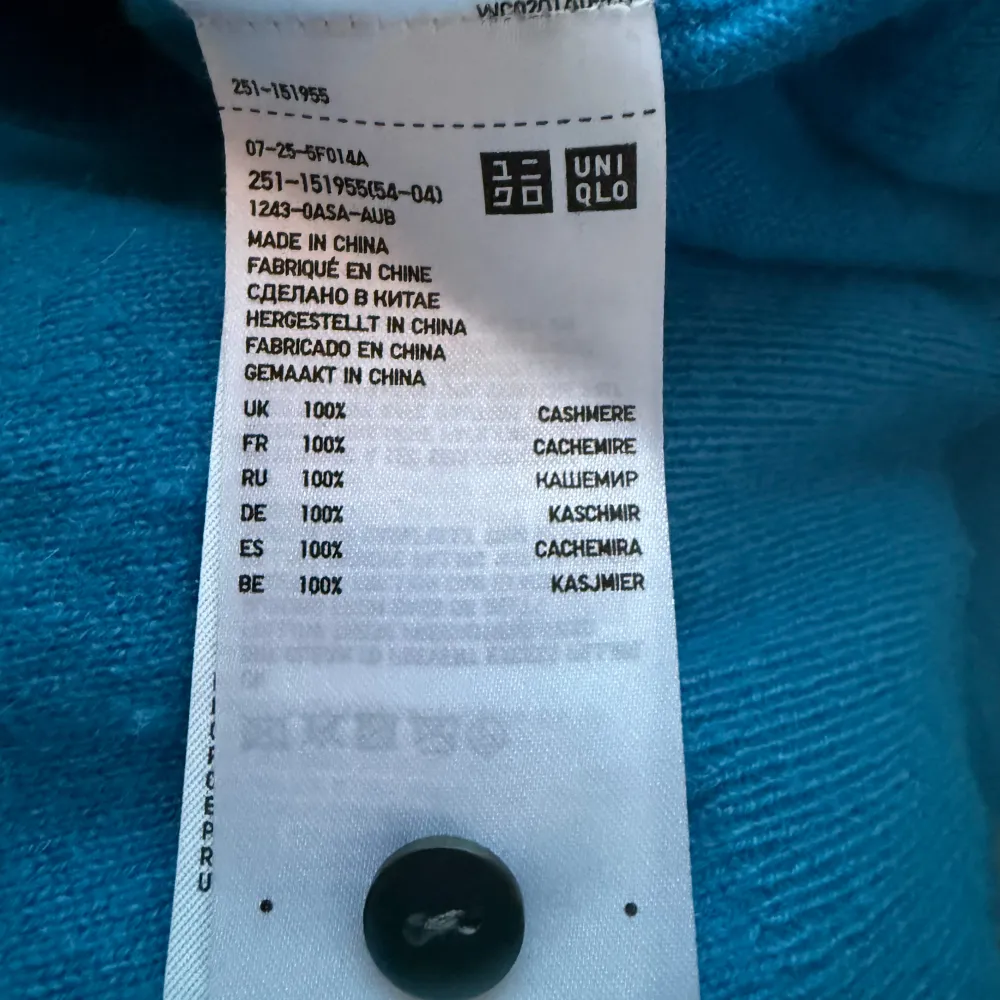 251-151955
07-25-5F014A
251-151955(54-04)
1243-0ASA-AUB
ユニ
クロ
UNI
QLO
MADE IN CHINA
FABRIQUÉ EN CHINE
СДЕЛАНО В КИТАЕ
HERGESTELLT IN CHINA
FABRICADO EN CHINA
GEMAAKT IN CHINA
UK 100% CASHMERE
FR 100% CACHEMIRE
RU 100% КАШЕМИР
DE 100% KASCHMIR
ES 100% CACHEMIRA
BE 100% KASJMIER